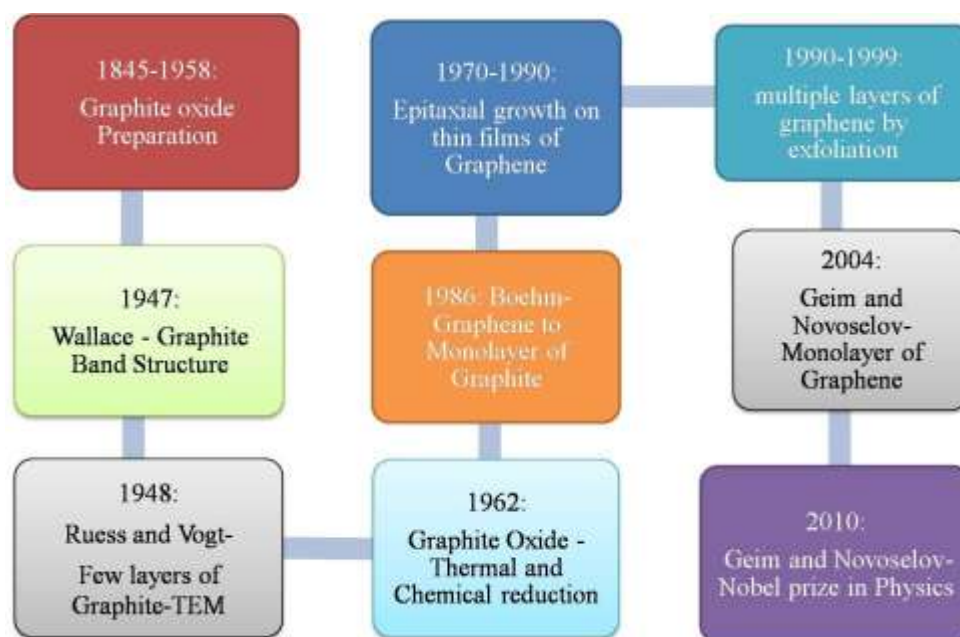 1845-1958:
Graphite oxide
Preparation
1947:
Wallace - Graphite
Band Structure
1948:
Ruess and Vogt-
Few layers of
Graphite-TEM
1962:
Graphite Oxide -
Thermal and
Chemical reduction
1986: Boehm-
Graphene to
Monolayer of
Graphite
1970-1990:
Epitaxial growth on
thin films of
Graphene
1990-1999:
multiple layers of
graphene by
exfoliation
2004:
Geim and
Novoselov-
Monolayer of
Graphene
2010:
Geim and Novoselov-
Nobel prize in Physics